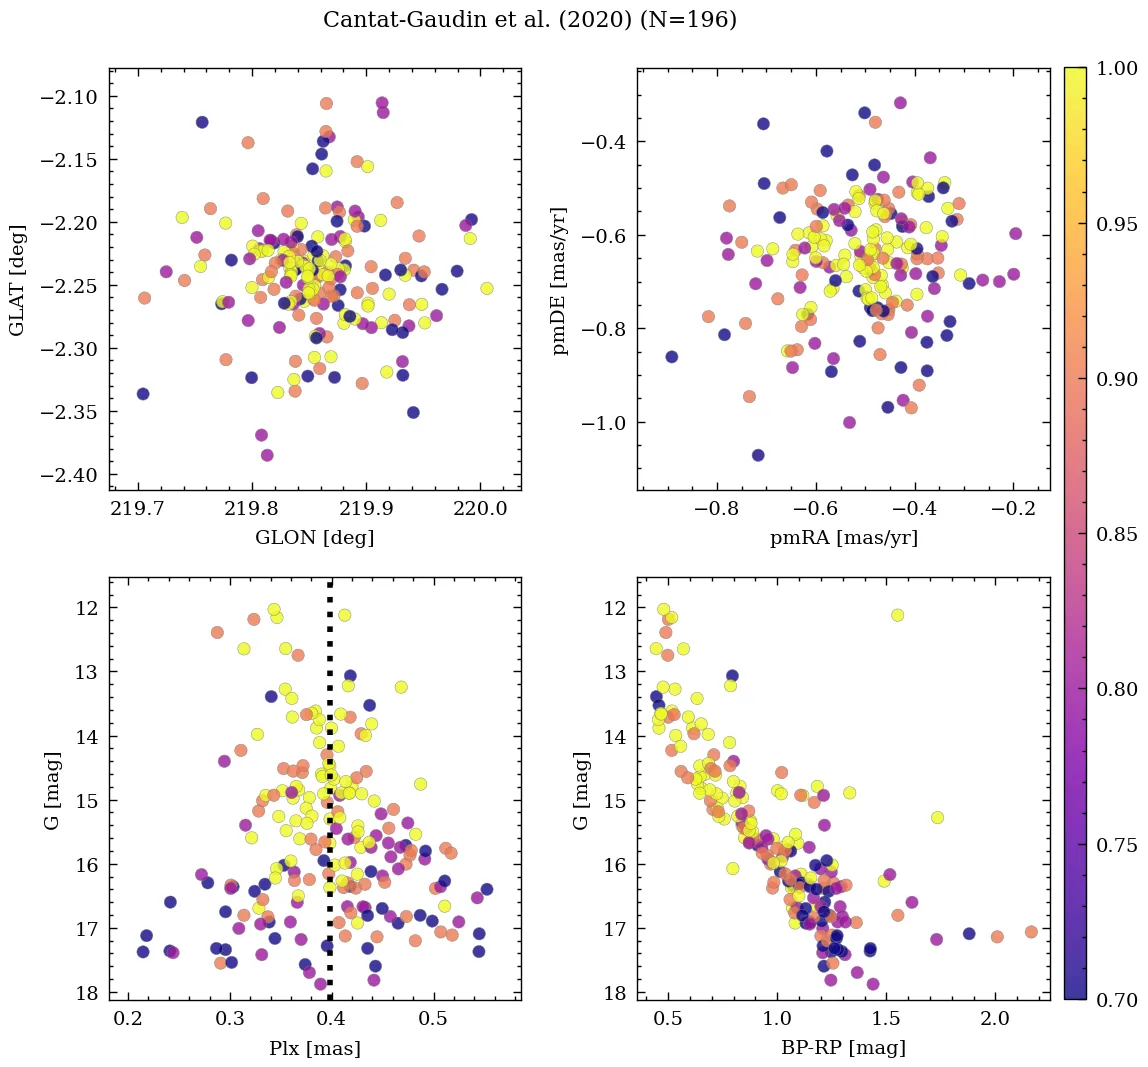 Cantat-Gaudin et al. (2020) (N=196)
−2.10
−2.15
−2.20
−2.25
−2.30
−2.35
−2.40
GLAT [deg]
219.7 219.8 219.9 220.0
GLON [deg]
−0.4
−0.6
−0.8
−1.0
pmDE [mas/yr]
−0.8 −0.6 −0.4 −0.2
pmRA [mas/yr]
12
13
14
15
16
17
18
G [mag]
0.2 0.3 0.4 0.5
Plx [mas]
12
13
14
15
16
17
18
G [mag]
0.5 1.0 1.5 2.0
BP-RP [mag]
1.00
0.95
0.90
0.85
0.80
0.75
0.70